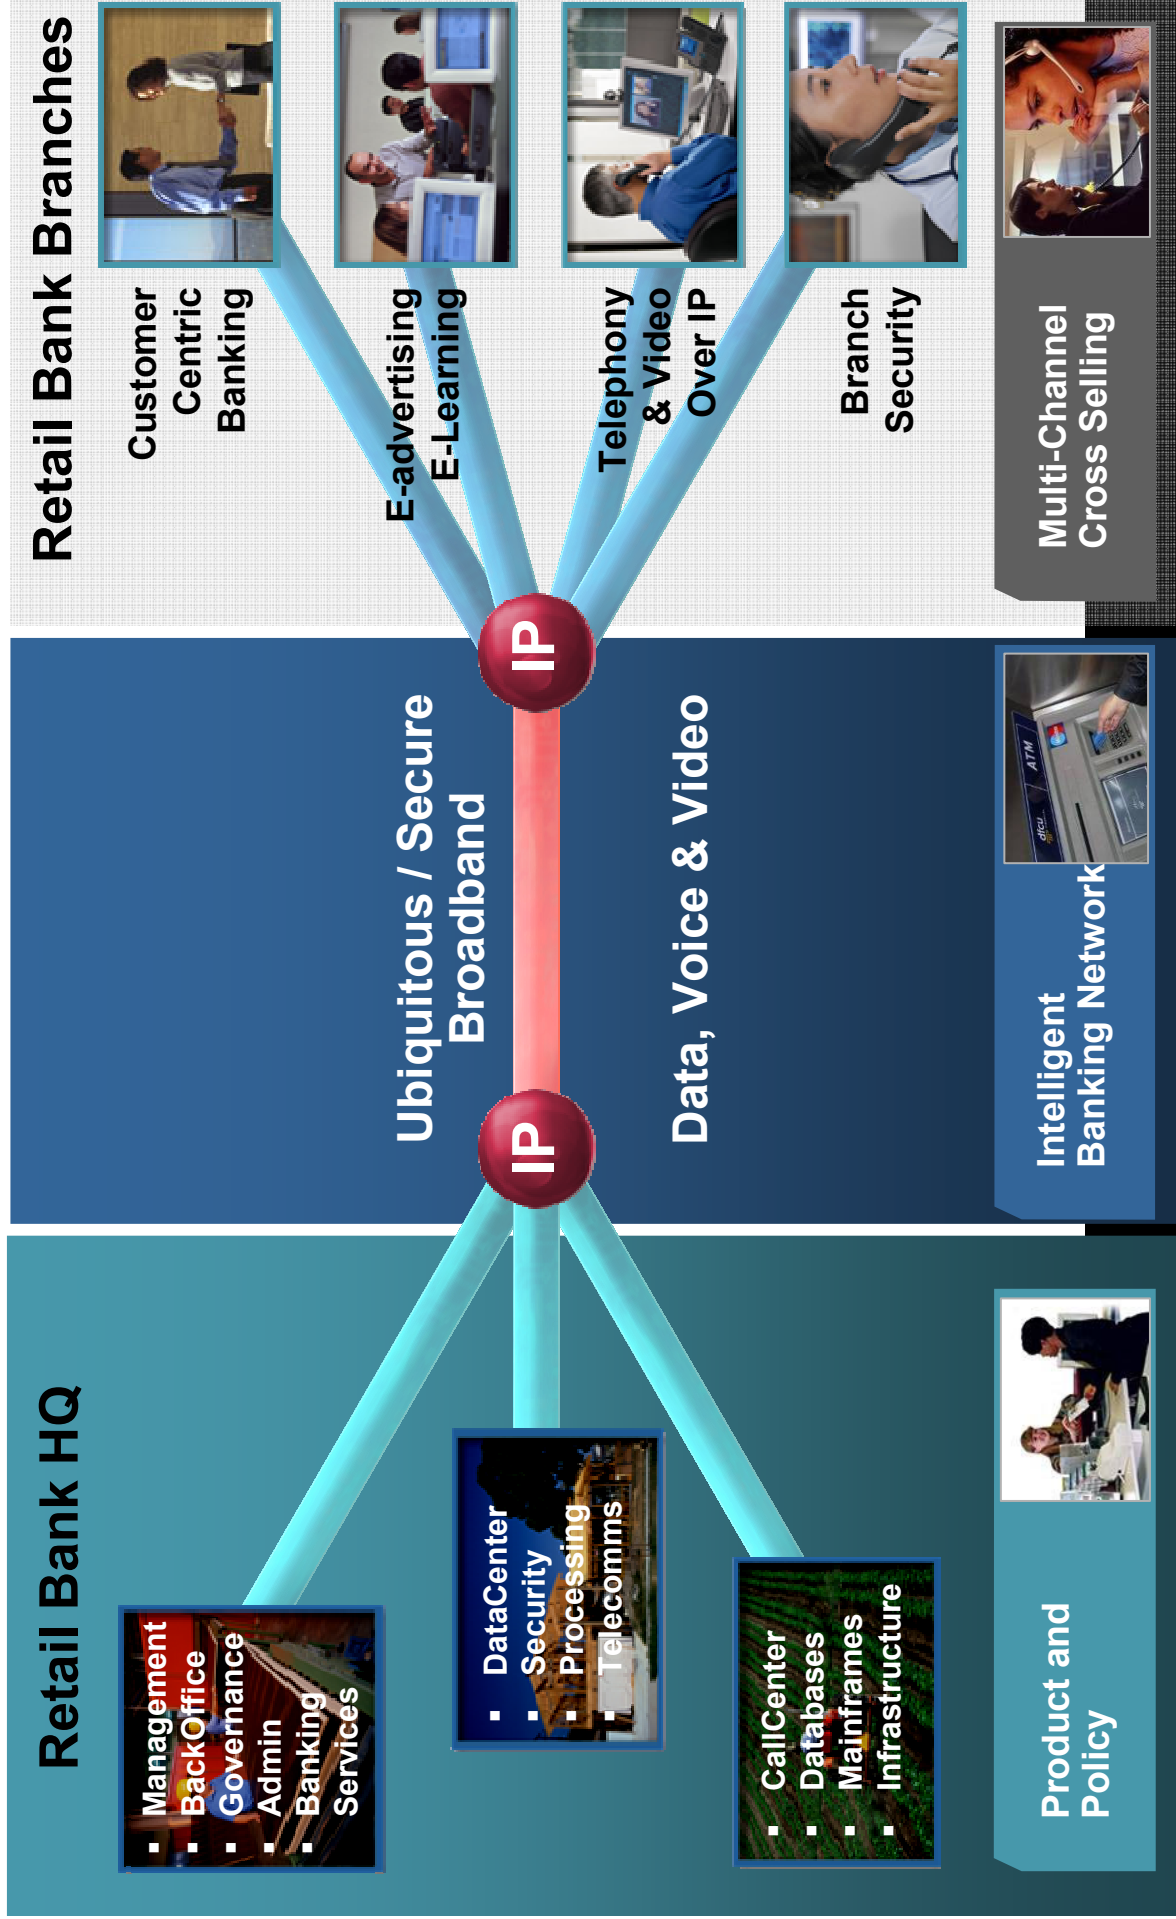 Retail Bank HQ
Management
BackOffice
Governance
Admin
Banking
Services
DataCenter
Security
Processing
Telecomms
CallCenter
Databases
Mainframes
Infrastructure
Product and
Policy
IP
Ubiquitous / Secure
Broadband
Data, Voice & Video
IP
Intelligent
Banking Network
dfcu
ATM
Retail Bank Branches
Customer
Centric
Banking
E-advertising
E-Learning
Telephony
& Video
Over IP
Branch
Security
Multi-Channel
Cross Selling